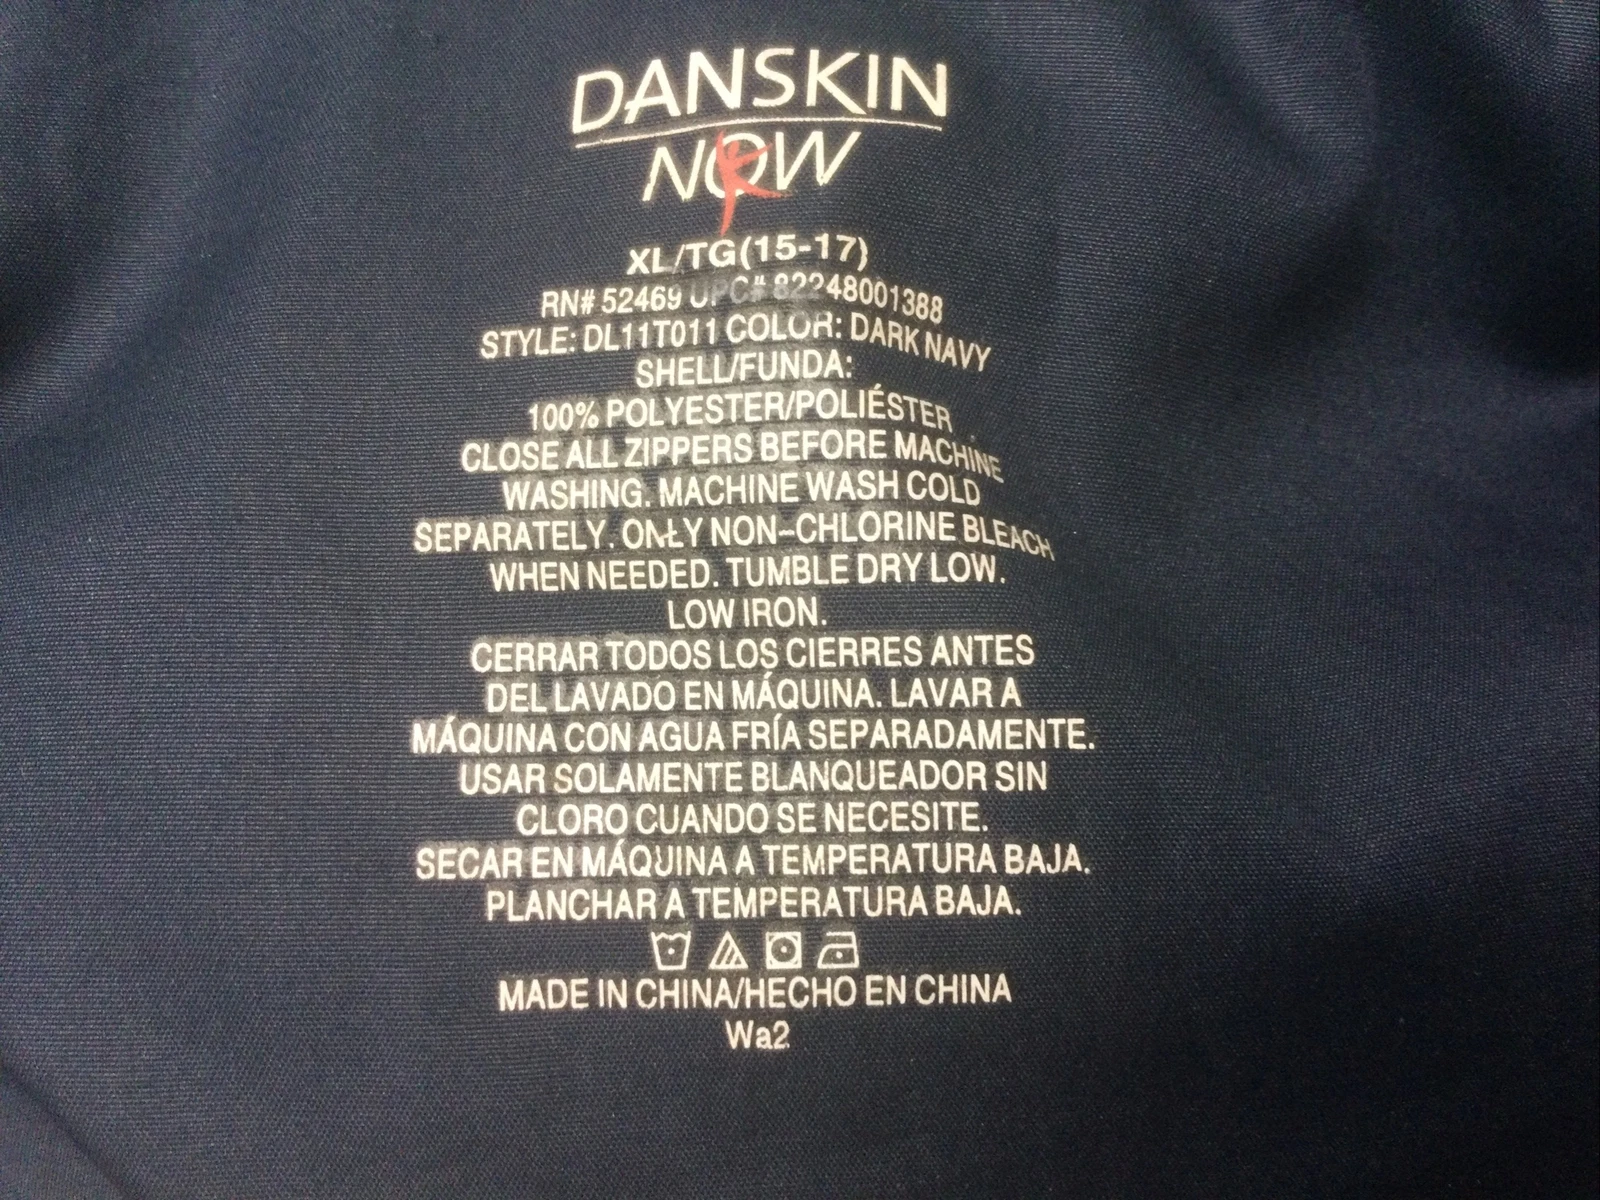 DANSKIN
NOW
XL/TG(15-17)
RN# 52469 UPC# 82248001388
STYLE: DL11T011 COLOR: DARK NAVY
SHELL/FUNDA:
100% POLYESTER/POLIÉSTER
CLOSE ALL ZIPPERS BEFORE MACHINE
WASHING. MACHINE WASH COLD
SEPARATELY. ONLY NON-CHLORINE BLEACH
WHEN NEEDED. TUMBLE DRY LOW.
LOW IRON.
CERRAR TODOS LOS CIERRES ANTES
DEL LAVADO EN MÁQUINA. LAVAR A
MÁQUINA CON AGUA FRÍA SEPARADAMENTE.
USAR SOLAMENTE BLANQUEADOR SIN
CLORO CUANDO SE NECESITE.
SECAR EN MÁQUINA A TEMPERATURA BAJA.
PLANCHAR A TEMPERATURA BAJA.
MADE IN CHINA/HECHO EN CHINA
Wa2